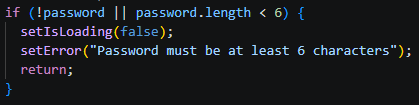 if (!password || password.length < 6) {
  setIsLoading(false);
  setError("Password must be at least 6 characters");
  return;
}